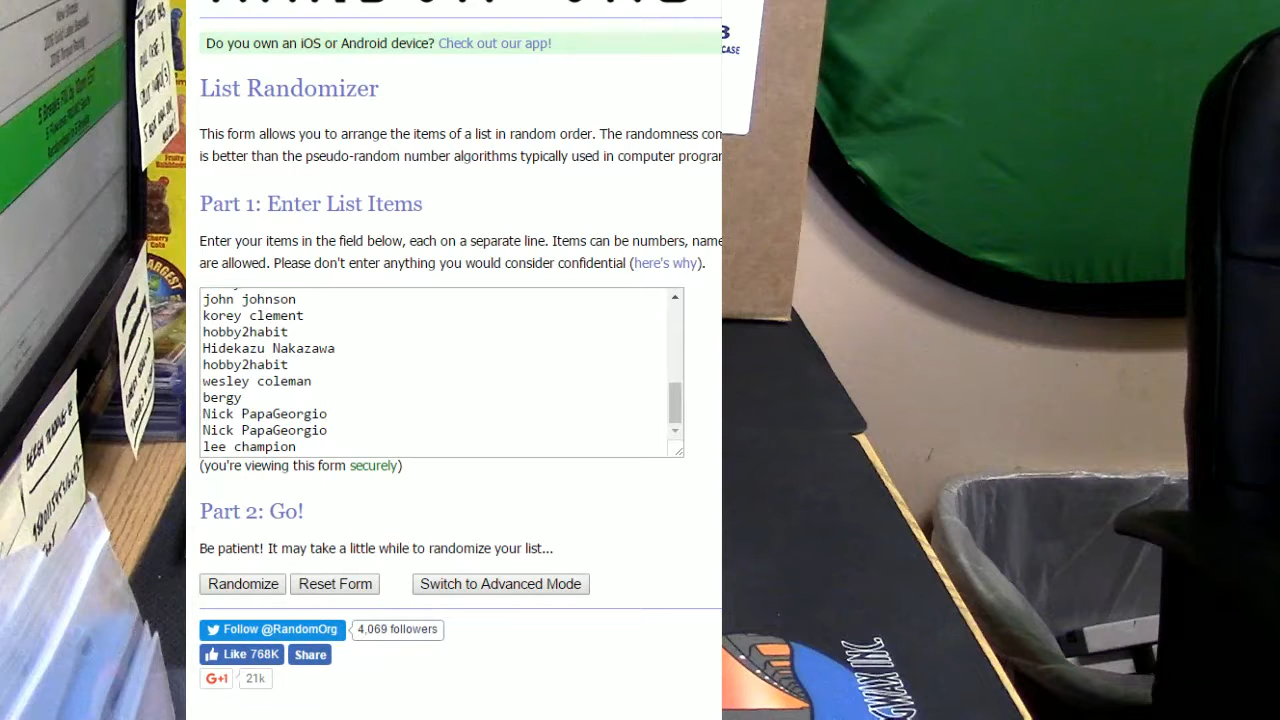 Do you own an iOS or Android device? Check out our app!
List Randomizer
This form allows you to arrange the items of a list in random order. The randomness
is better than the pseudo-random number algorithms typically used in computer
Part 1: Enter List Items
Enter your items in the field below, each on a separate line. Items can be numbers,
are allowed. Please don't enter anything you would consider confidential (here's why).
john johnson
korey clement
hobby2habit
Hidekazu Nakazawa
hobby2habit
wesley coleman
bergy
Nick PapaGeorgio
Nick PapaGeorgio
lee champion
(you're viewing this form securely)
Part 2: Go!
Be patient! It may take a little while to randomize your list...
Randomize Reset Form Switch to Advanced Mode
Follow @RandomOrg 4,069 followers
Like 768K Share
G+1 21k
CASE
INC